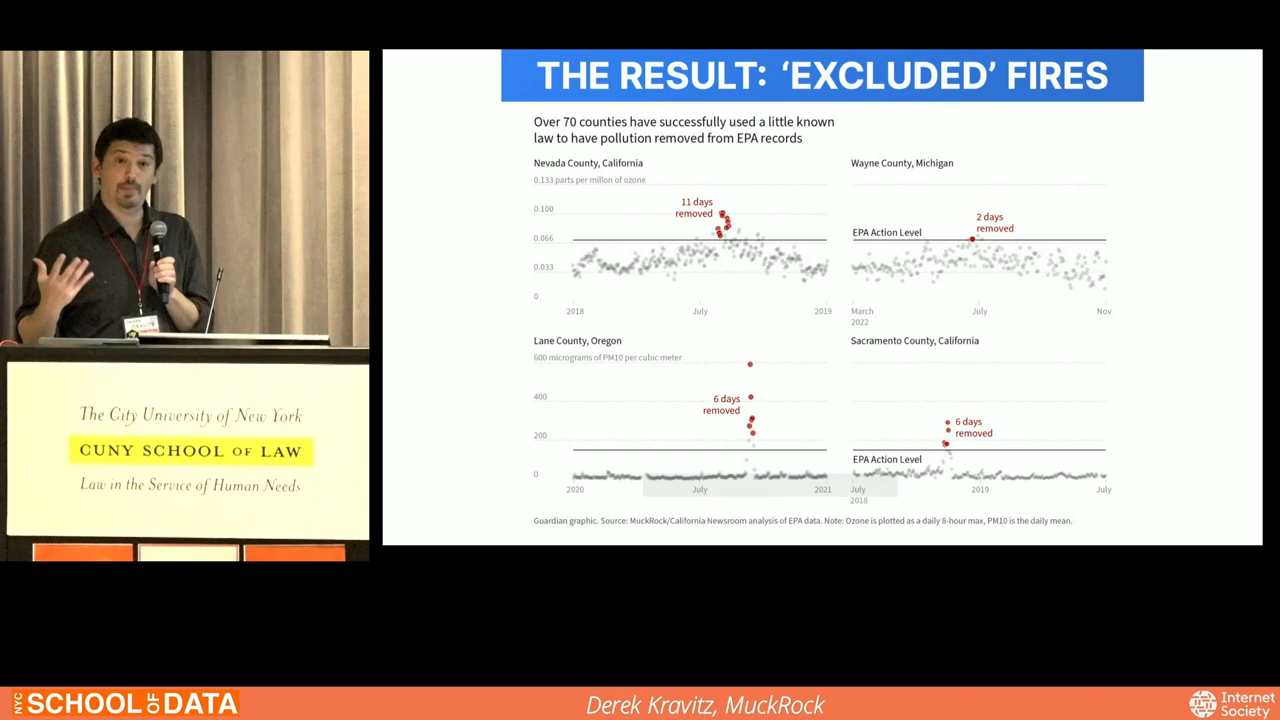 THE RESULT: ‘EXCLUDED’ FIRES
Over 70 counties have successfully used a little known
law to have pollution removed from EPA records
Nevada County, California
0.133 parts per millon of ozone
0.100
0.066
0.033
0
11 days
removed
2018
July
2019
Wayne County, Michigan
EPA Action Level
2 days
removed
March
2022
July
Nov
Lane County, Oregon
600 micrograms of PM10 per cubic meter
400
200
0
6 days
removed
2020
July
2021
Sacramento County, California
6 days
removed
EPA Action Level
July
2018
2019
July
Guardian graphic. Source: MuckRock/California Newsroom analysis of EPA data. Note: Ozone is plotted as a daily 8-hour max, PM10 is the daily mean.
The City University of New York
CUNY SCHOOL OF LAW
Law in the Service of Human Needs
NYC SCHOOL OF DATA
Derek Kravitz, MuckRock
Internet
Society